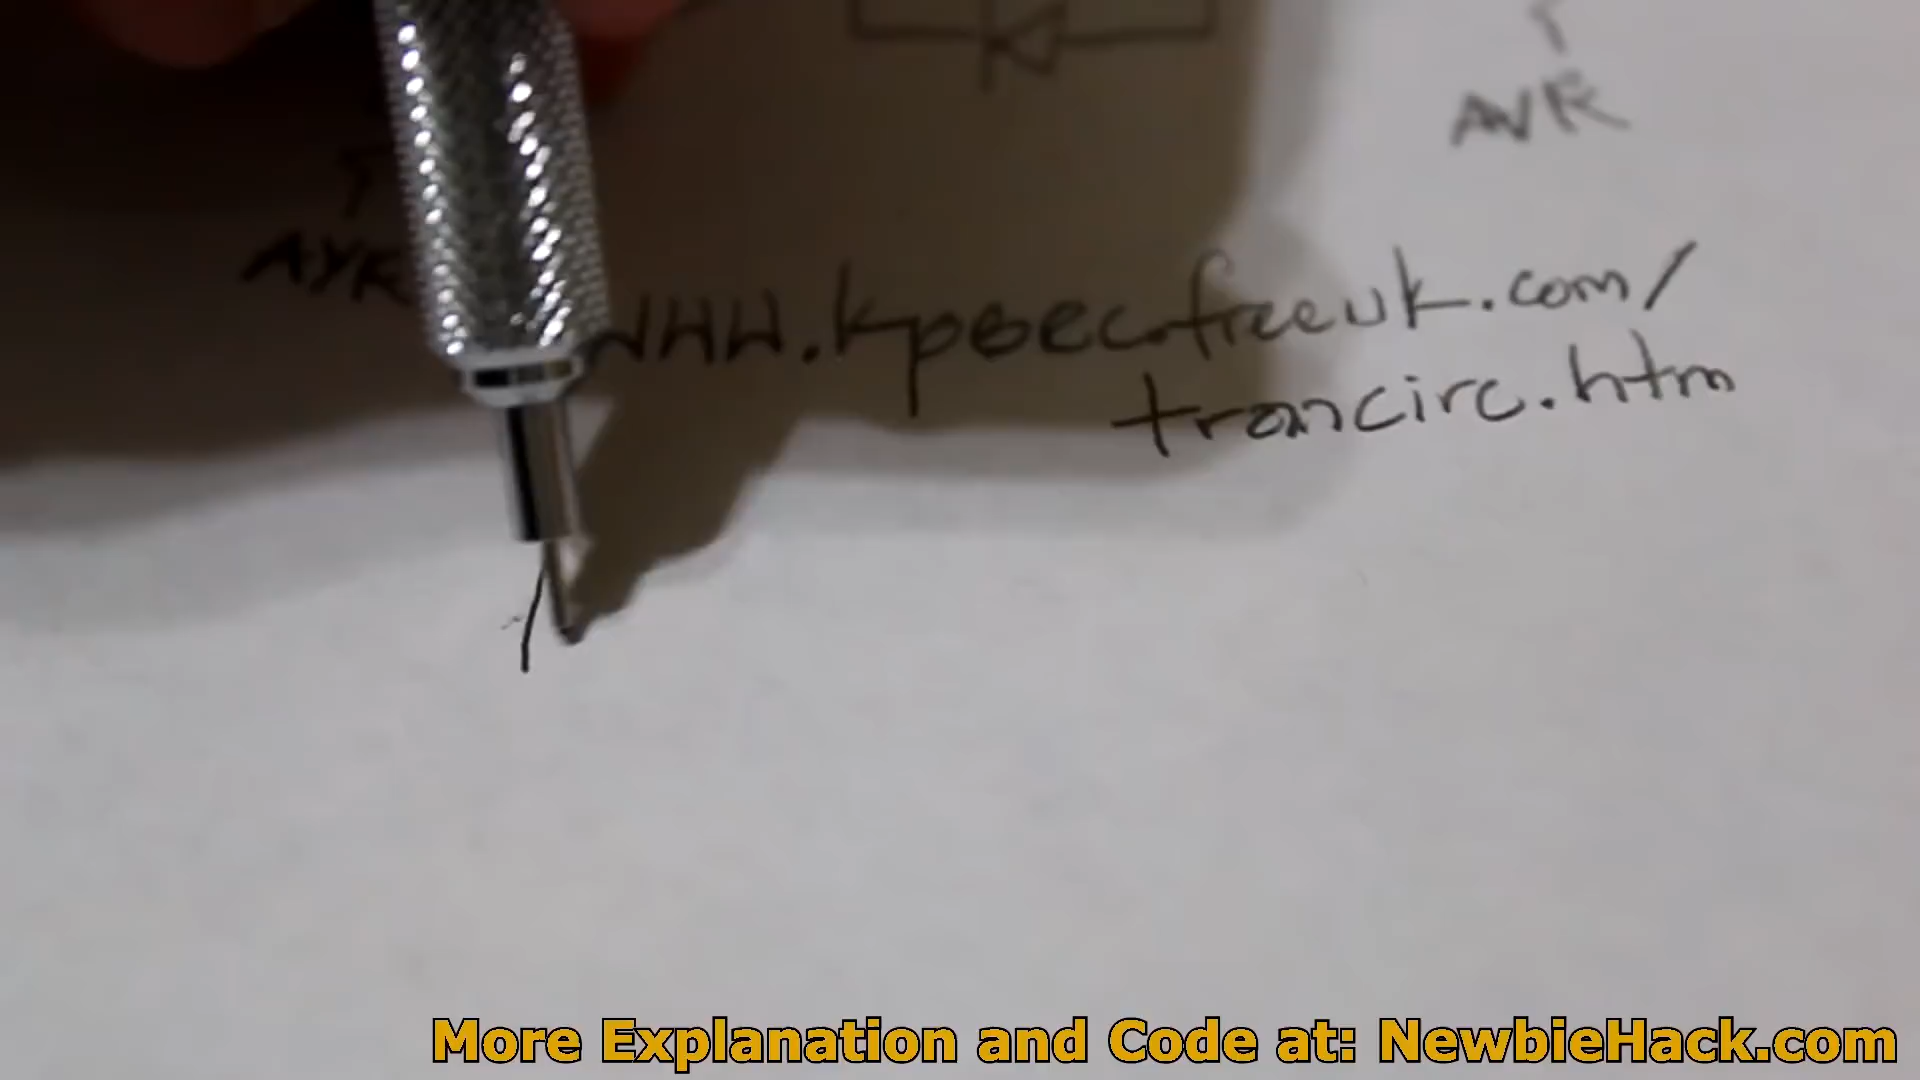 AVR
AVR
www.kpsec.freeuk.com/
trancirc.htm
More Explanation and Code at: NewbieHack.com